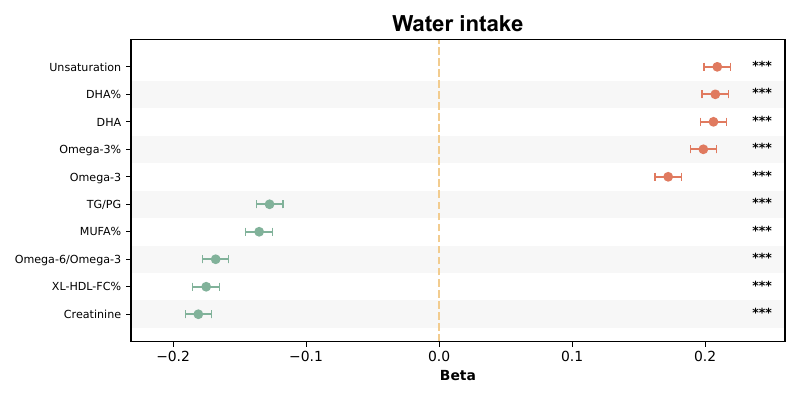 Water intake
Unsaturation ***
DHA% ***
DHA ***
Omega-3% ***
Omega-3 ***
TG/PG ***
MUFA% ***
Omega-6/Omega-3 ***
XL-HDL-FC% ***
Creatinine ***
−0.2 −0.1 0.0 0.1 0.2
Beta